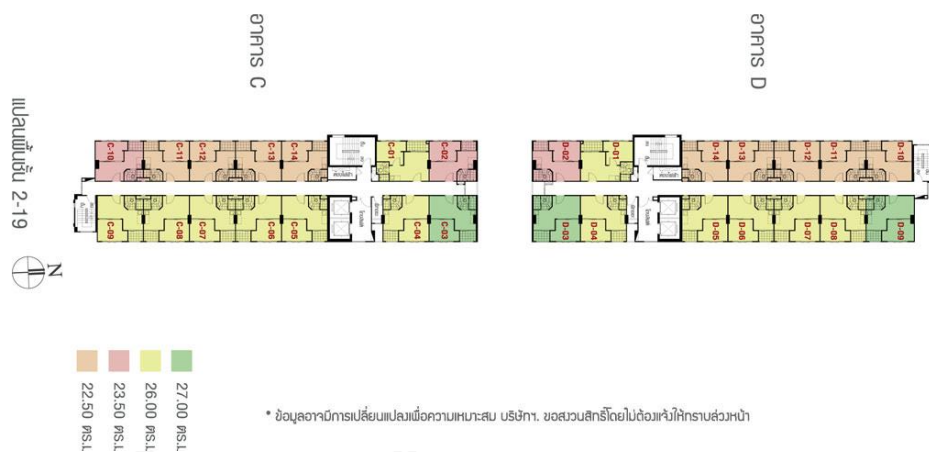 อาคาร C
อาคาร D
แปลนพื้นชั้น 2-19
N
C-10
C-11
C-12
C-13
C-14
C-01
C-02
C-09
C-08
C-07
C-06
C-05
C-04
C-03
D-02
D-01
D-14
D-13
D-12
D-11
D-10
D-03
D-04
D-05
D-06
D-07
D-08
D-09
27.00 ตร.ม.
26.00 ตร.ม.
23.50 ตร.ม.
22.50 ตร.ม.
* ข้อมูลอาจมีการเปลี่ยนแปลงเพื่อความเหมาะสม บริษัทฯ. ขอสงวนสิทธิ์โดยไม่ต้องแจ้งให้ทราบล่วงหน้า